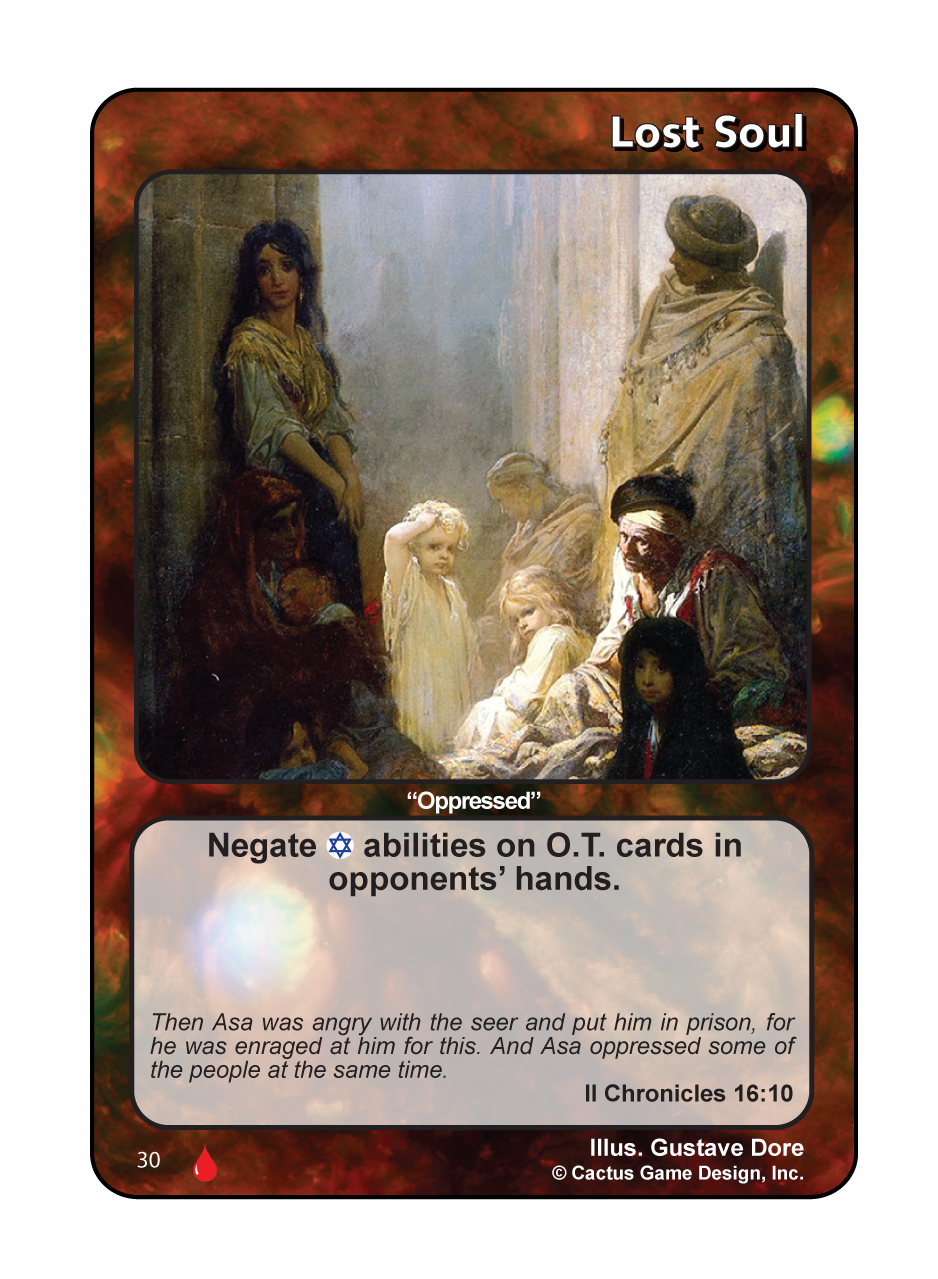 Lost Soul
“Oppressed”
Negate ✡ abilities on O.T. cards in
opponents’ hands.
Then Asa was angry with the seer and put him in prison, for
he was enraged at him for this. And Asa oppressed some of
the people at the same time.
II Chronicles 16:10
Illus. Gustave Dore
30
© Cactus Game Design, Inc.